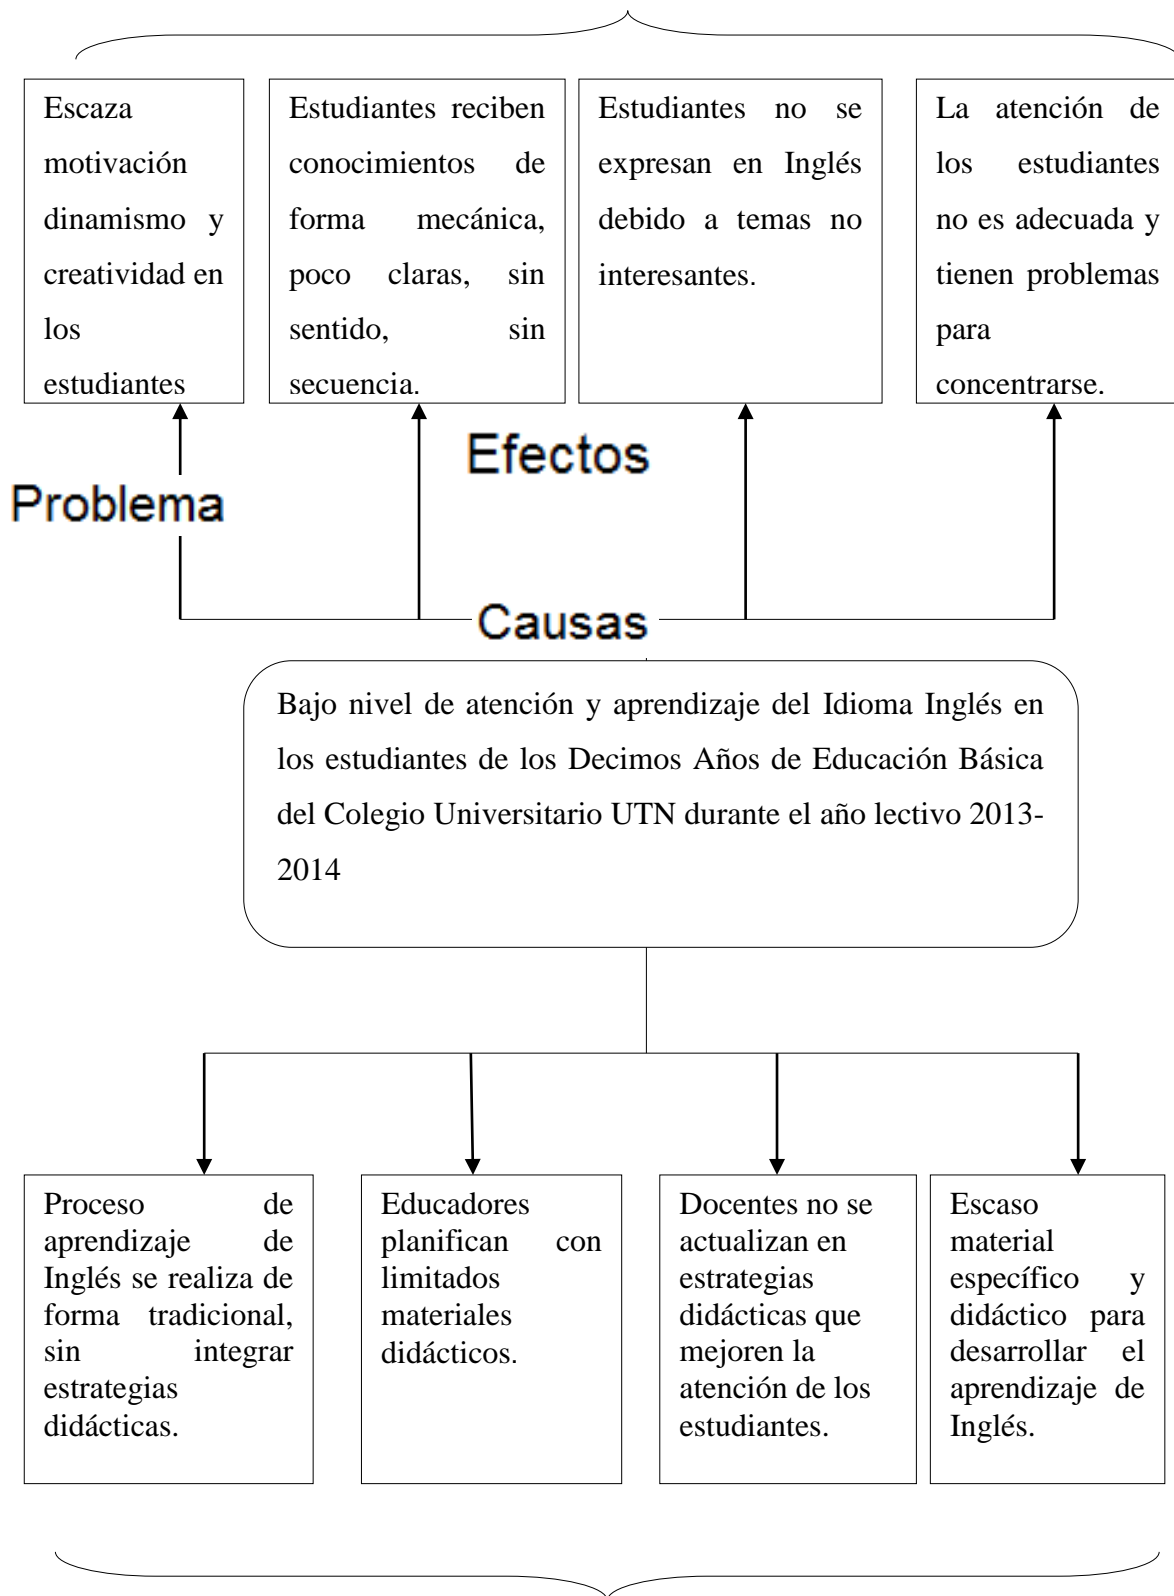 Escaza
motivación
dinamismo y
creatividad en
los
estudiantes
Estudiantes reciben
conocimientos de
forma mecánica,
poco claras, sin
sentido, sin
secuencia.
Estudiantes no se
expresan en Inglés
debido a temas no
interesantes.
La atención de
los estudiantes
no es adecuada y
tienen problemas
para
concentrarse.
Efectos
Problema
Causas
Bajo nivel de atención y aprendizaje del Idioma Inglés en
los estudiantes de los Decimos Años de Educación Básica
del Colegio Universitario UTN durante el año lectivo 2013-
2014
Proceso de
aprendizaje de
Inglés se realiza de
forma tradicional,
sin integrar
estrategias
didácticas.
Educadores
planifican con
limitados
materiales
didácticos.
Docentes no se
actualizan en
estrategias
didácticas que
mejoren la
atención de los
estudiantes.
Escaso
material
específico y
didáctico para
desarrollar el
aprendizaje de
Inglés.